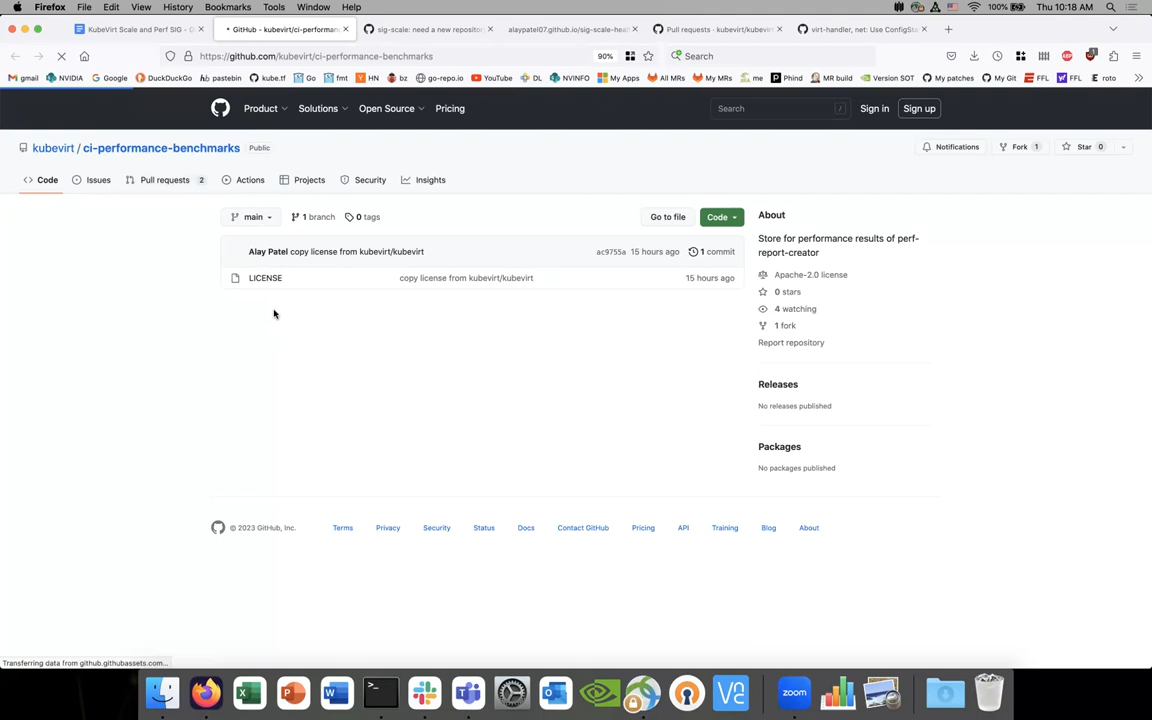 Firefox File Edit View History Bookmarks Tools Window Help 100% Thu 10:18 AM
KubeVirt Scale and Perf SIG - G GitHub - kubevirt/ci-performan sig-scale: need a new repositor alaypatel07.github.io/sig-scale-heal Pull requests · kubevirt/kubevirt virt-handler, net: Use ConfigSta
https://github.com/kubevirt/ci-performance-benchmarks 90% Search
gmail NVIDIA Google DuckDuckGo pastebin kube.tf Go fmt HN bz go-repo.io YouTube DL NVINFO My Apps All MRs My MRs me Phind MR build Version SOT My patches My Git FFL FFL roto
Product Solutions Open Source Pricing Search / Sign in Sign up
kubevirt / ci-performance-benchmarks Public Notifications Fork 1 Star 0
Code Issues Pull requests 2 Actions Projects Security Insights
main 1 branch 0 tags Go to file Code
Alay Patel copy license from kubevirt/kubevirt ac9755a 15 hours ago 1 commit
LICENSE copy license from kubevirt/kubevirt 15 hours ago
About
Store for performance results of perf-
report-creator
Apache-2.0 license
0 stars
4 watching
1 fork
Report repository
Releases
No releases published
Packages
No packages published
© 2023 GitHub, Inc. Terms Privacy Security Status Docs Contact GitHub Pricing API Training Blog About
Transferring data from github.githubassets.com...
zoom